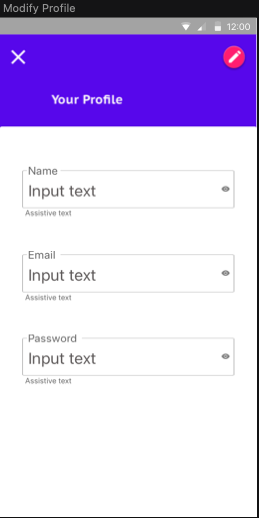 Modify Profile
12:00
Your Profile
Name
Input text
Assistive text
Email
Input text
Assistive text
Password
Input text
Assistive text